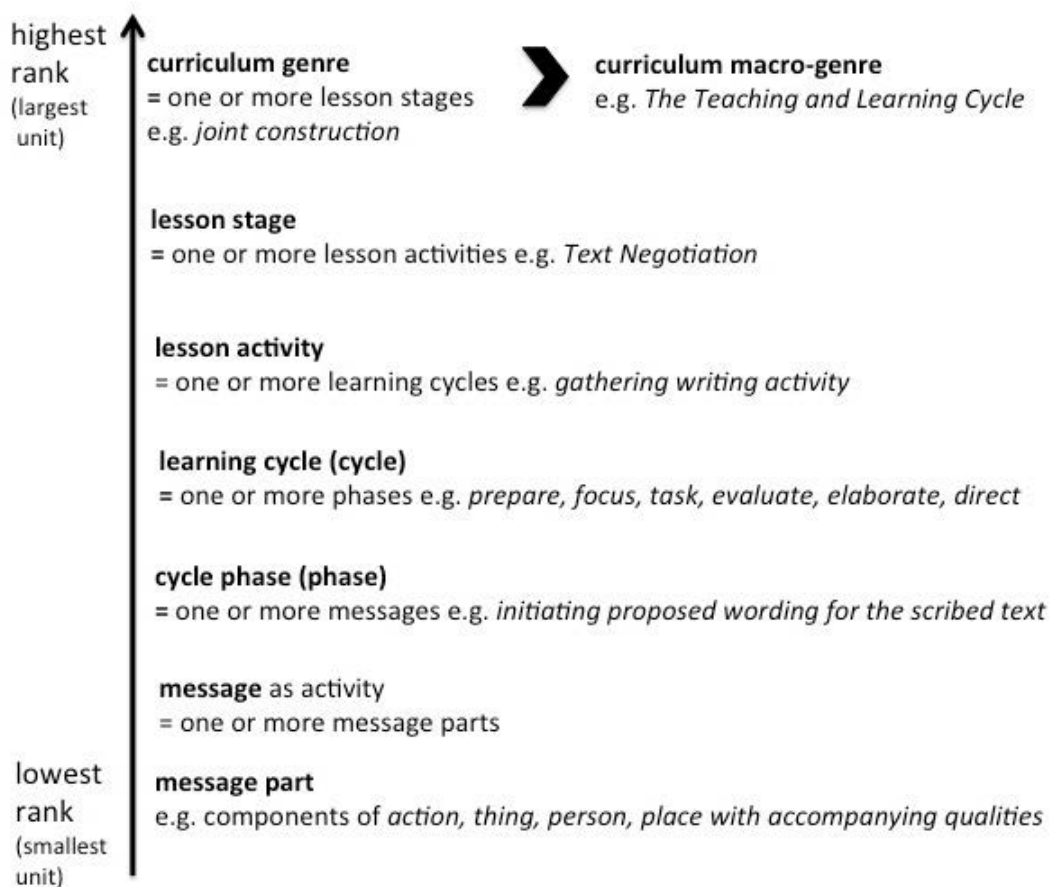 highest
rank
(largest
unit)
curriculum genre
= one or more lesson stages
e.g. joint construction
curriculum macro-genre
e.g. The Teaching and Learning Cycle
lesson stage
= one or more lesson activities e.g. Text Negotiation
lesson activity
= one or more learning cycles e.g. gathering writing activity
learning cycle (cycle)
= one or more phases e.g. prepare, focus, task, evaluate, elaborate, direct
cycle phase (phase)
= one or more messages e.g. initiating proposed wording for the scribed text
message as activity
= one or more message parts
lowest
rank
(smallest
unit)
message part
e.g. components of action, thing, person, place with accompanying qualities